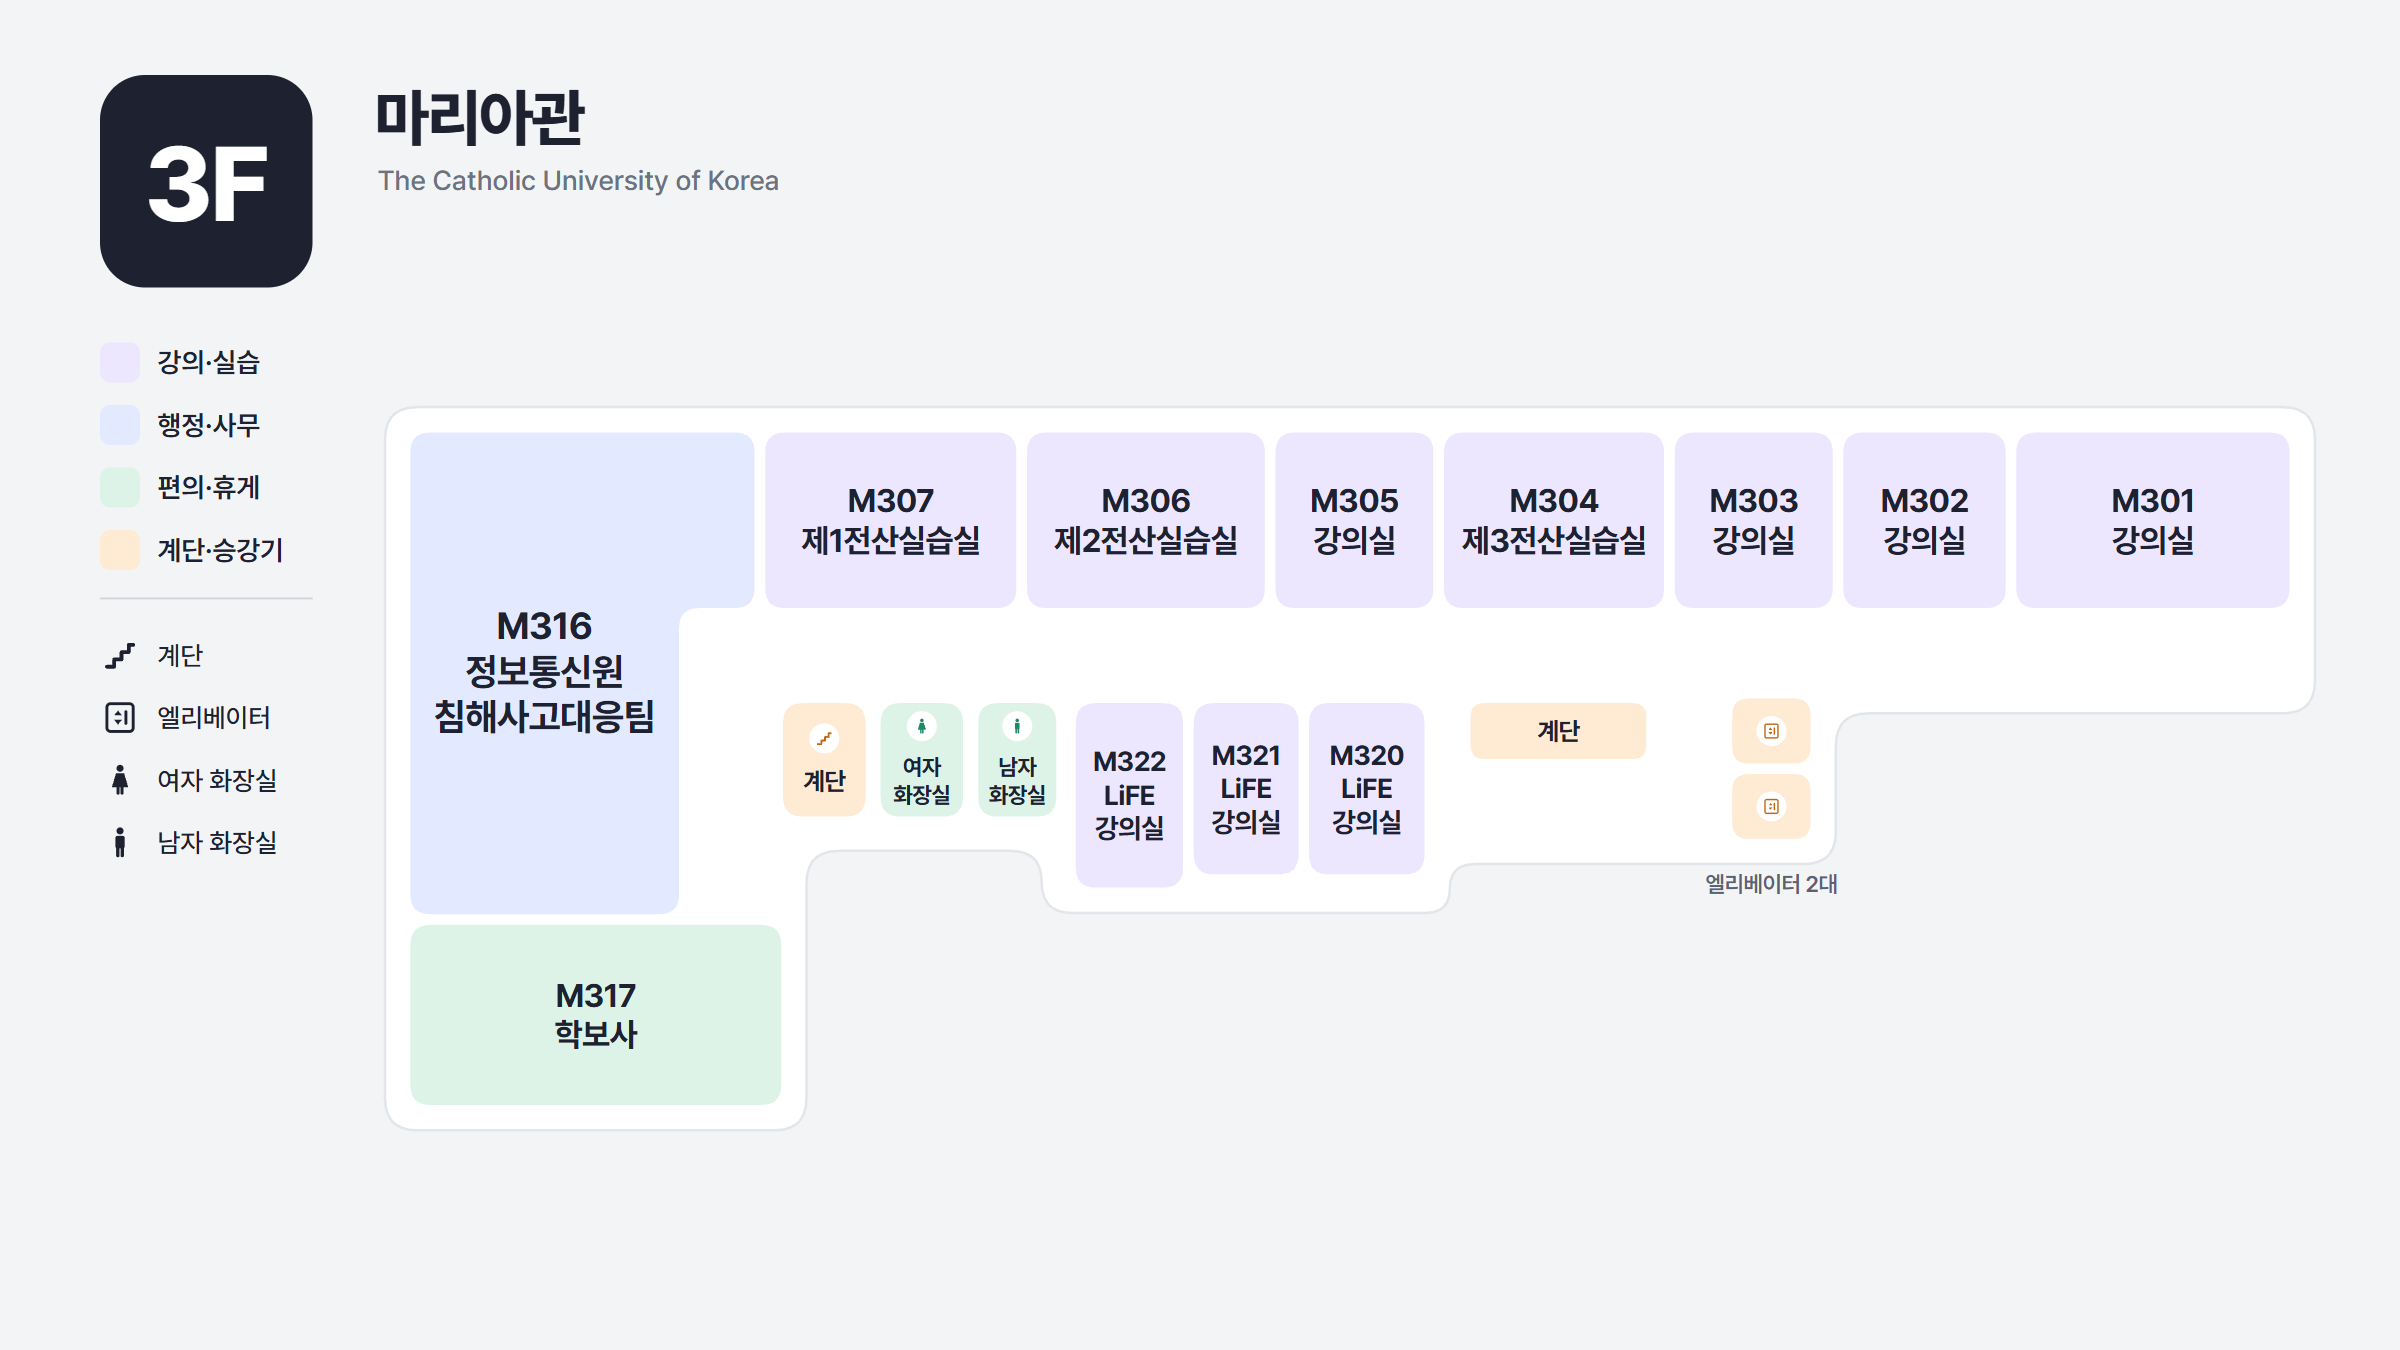 3F
마리아관
The Catholic University of Korea
강의·실습
행정·사무
편의·휴게
계단·승강기
계단
엘리베이터
여자 화장실
남자 화장실
M316
정보통신원
침해사고대응팀
M307
제1전산실습실
M306
제2전산실습실
M305
강의실
M304
제3전산실습실
M303
강의실
M302
강의실
M301
강의실
계단
여자
화장실
남자
화장실
M322
LiFE
강의실
M321
LiFE
강의실
M320
LiFE
강의실
계단
엘리베이터 2대
M317
학보사